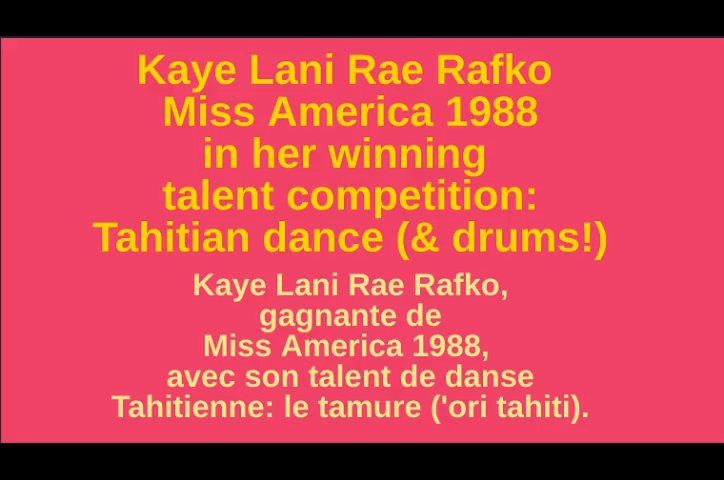 Kaye Lani Rae Rafko
Miss America 1988
in her winning
talent competition:
Tahitian dance (& drums!)
Kaye Lani Rae Rafko,
gagnante de
Miss America 1988,
avec son talent de danse
Tahitienne: le tamure ('ori tahiti).